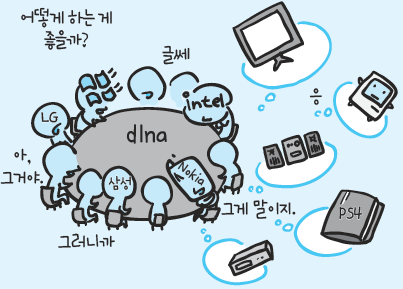 어떻게 하는 게
좋을까?
글쎄
intel
음
LG
dlna
아,
그거야.
삼성
Nokia
그게 말이지.
PS4
그러니까